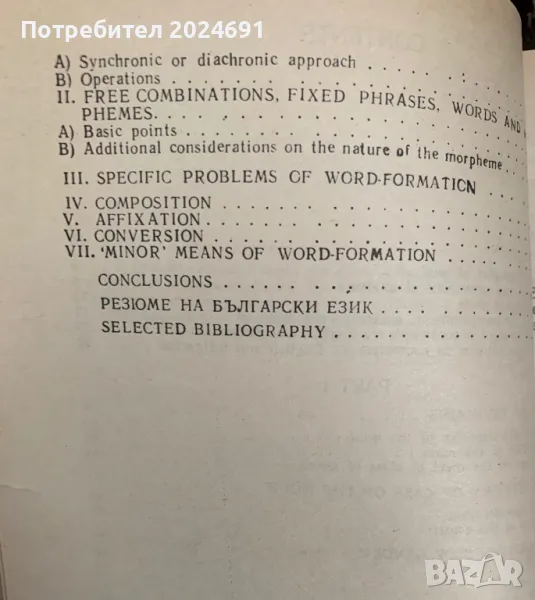 Потребител 2024691
A) Synchronic or diachronic approach . . . . .
B) Operations . . . . . . . . . . . . . .
II. FREE COMBINATIONS, FIXED PHRASES, WORDS AND
PHEMES. . . . . . . . . . . . . . . .
A) Basic points . . . . . . . . . . . . . .
B) Additional considerations on the nature of the morpheme . .
III. SPECIFIC PROBLEMS OF WORD-FORMATION
IV. COMPOSITION . . . . . . . . . . . . .
V. AFFIXATION . . . . . . . . . . . . . .
VI. CONVERSION . . . . . . . . . . . . . .
VII. 'MINOR' MEANS OF WORD-FORMATION . . . .
CONCLUSIONS . . . . . . . . . . . . .
РЕЗЮМЕ НА БЪЛГАРСКИ ЕЗИК . . . . . . .
SELECTED BIBLIOGRAPHY . . . . . . . . .
BAZAR
bg